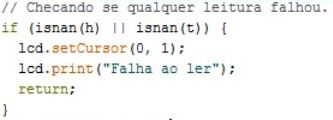 // Checando se qualquer leitura falhou.
if (isnan(h) || isnan(t)) {
  lcd.setCursor(0, 1);
  lcd.print("Falha ao ler");
  return;
}